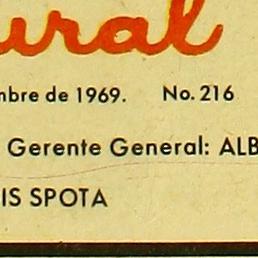 ural
mbre de 1969. No. 216
Gerente General: ALB
IS SPOTA